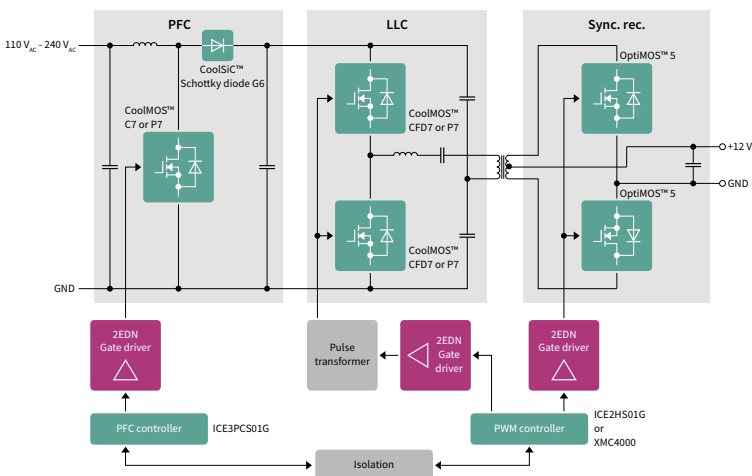 PFC
LLC
Sync. rec.
110 V_AC - 240 V_AC
CoolSiC™
Schottky diode G6
CoolMOS™
C7 or P7
CoolMOS™
CFD7 or P7
CoolMOS™
CFD7 or P7
OptiMOS™ 5
+12 V
GND
OptiMOS™ 5
GND
2EDN
Gate driver
Pulse
transformer
2EDN
Gate
driver
2EDN
Gate driver
PFC controller
ICE3PCS01G
PWM controller
ICE2HS01G
or
XMC4000
Isolation